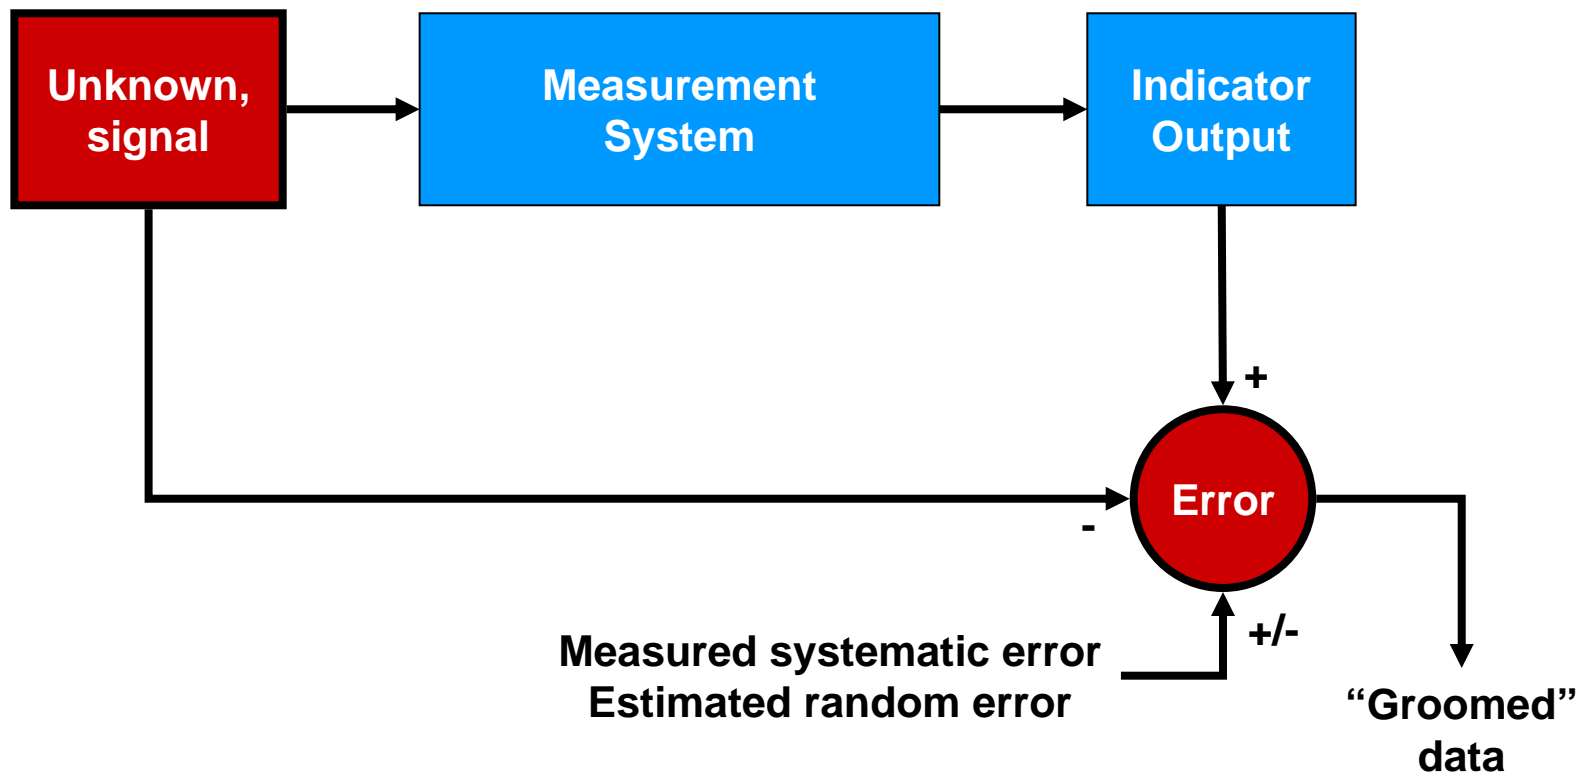 Unknown,
signal
Measurement
System
Indicator
Output
+
Error
-
+/-
Measured systematic error
Estimated random error
“Groomed”
data